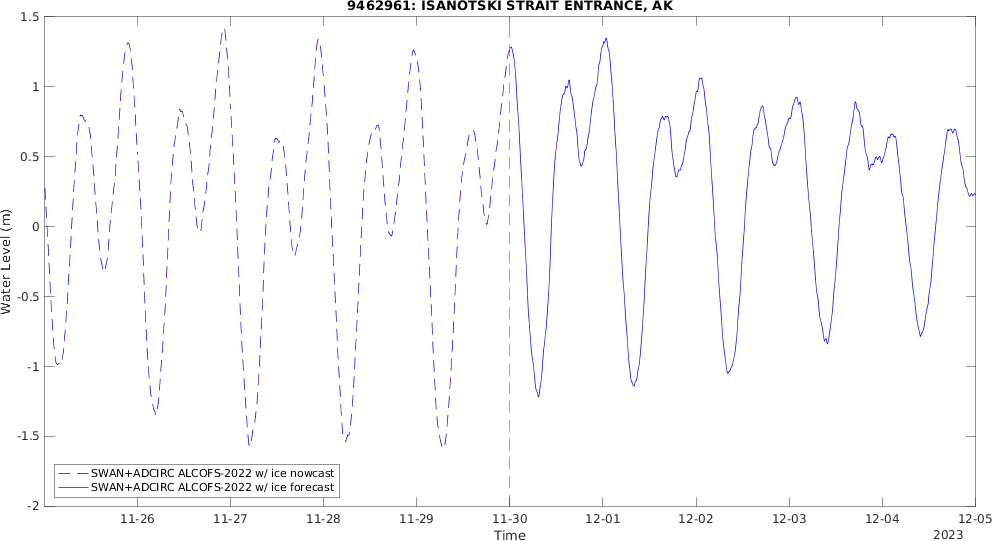 9462961: ISANOTSKI STRAIT ENTRANCE, AK
1.5
1
0.5
0
-0.5
-1
-1.5
-2
Water Level (m)
SWAN+ADCIRC ALCOFS-2022 w/ ice nowcast
SWAN+ADCIRC ALCOFS-2022 w/ ice forecast
11-26 11-27 11-28 11-29 11-30 12-01 12-02 12-03 12-04 12-05
Time
2023